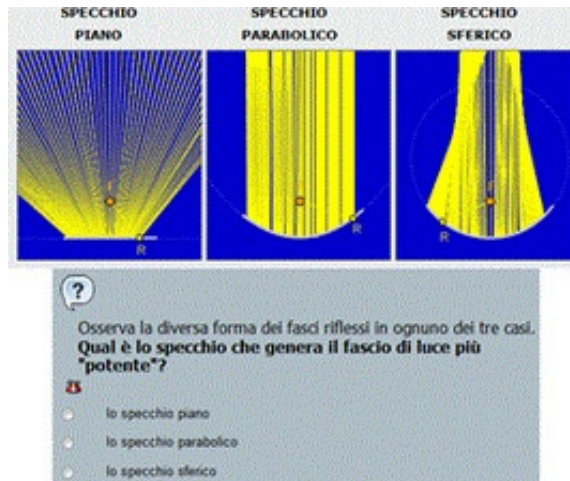 SPECCHIO PIANO
SPECCHIO PARABOLICO
SPECCHIO SFERICO
F
R
F
R
F
R
?
Osserva la diversa forma dei fasci riflessi in ognuno dei tre casi.
Qual è lo specchio che genera il fascio di luce più
"potente"?
lo specchio piano
lo specchio parabolico
lo specchio sferico